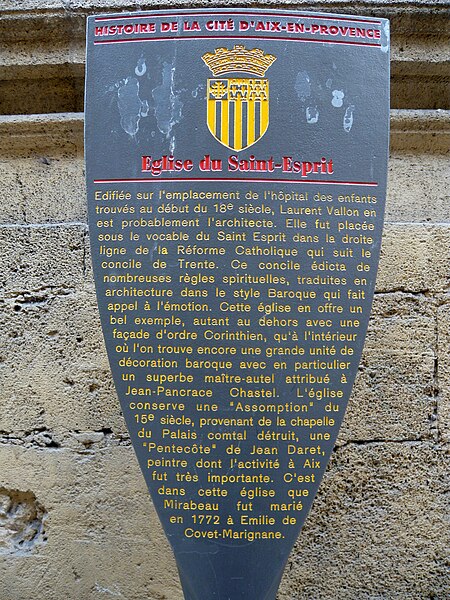 HISTOIRE DE LA CITÉ D'AIX-EN-PROVENCE
Eglise du Saint-Esprit
Edifiée sur l'emplacement de l'hôpital des enfants
trouvés au début du 18e siècle, Laurent Vallon en
est probablement l'architecte. Elle fut placée
sous le vocable du Saint Esprit dans la droite
ligne de la Réforme Catholique qui suit le
concile de Trente. Ce concile édicta de
nombreuses règles spirituelles, traduites en
architecture dans le style Baroque qui fait
appel à l'émotion. Cette église en offre un
bel exemple, autant au dehors avec une
façade d'ordre Corinthien, qu'à l'intérieur
où l'on trouve encore une grande unité de
décoration baroque avec en particulier
un superbe maître-autel attribué à
Jean-Pancrace Chastel. L'église
conserve une "Assomption" du
15e siècle, provenant de la chapelle
du Palais comtal détruit, une
"Pentecôte" de Jean Daret,
peintre dont l'activité à Aix
fut très importante. C'est
dans cette église que
Mirabeau fut marié
en 1772 à Emilie de
Covet-Marignane.